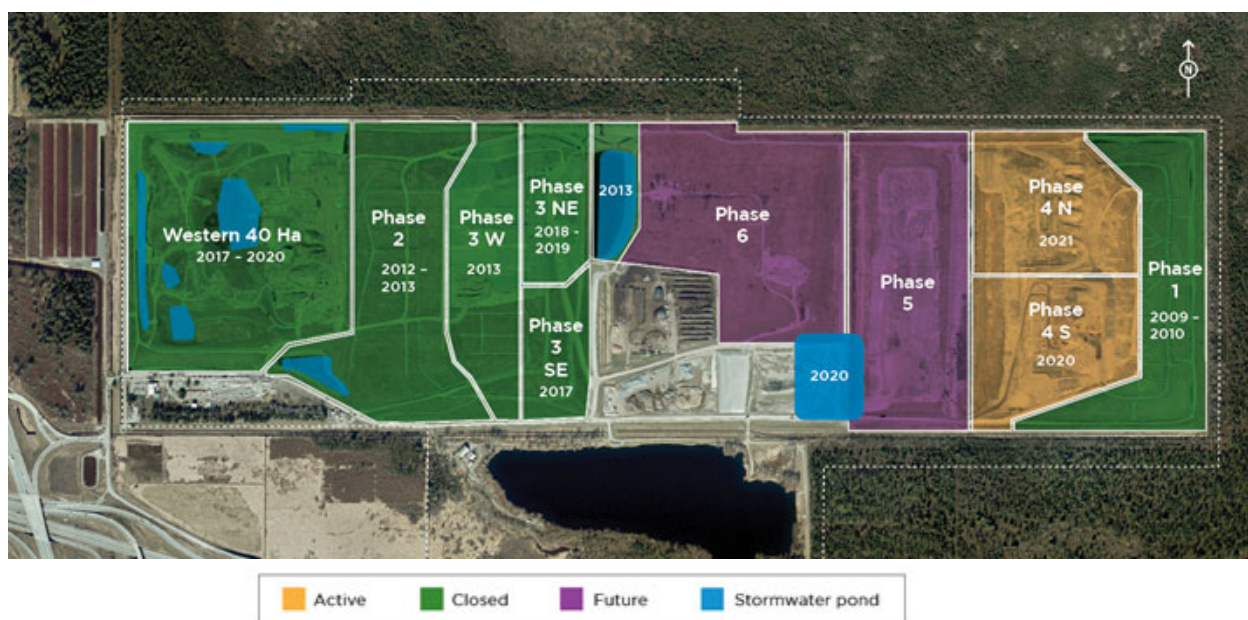 N
Western 40 Ha
2017 - 2020
Phase
2
2012 -
2013
Phase
3 W
2013
Phase
3 NE
2018 -
2019
Phase
3
SE
2017
2013
Phase
6
2020
Phase
5
Phase
4 N
2021
Phase
4 S
2020
Phase
1
2009 -
2010
Active
Closed
Future
Stormwater pond